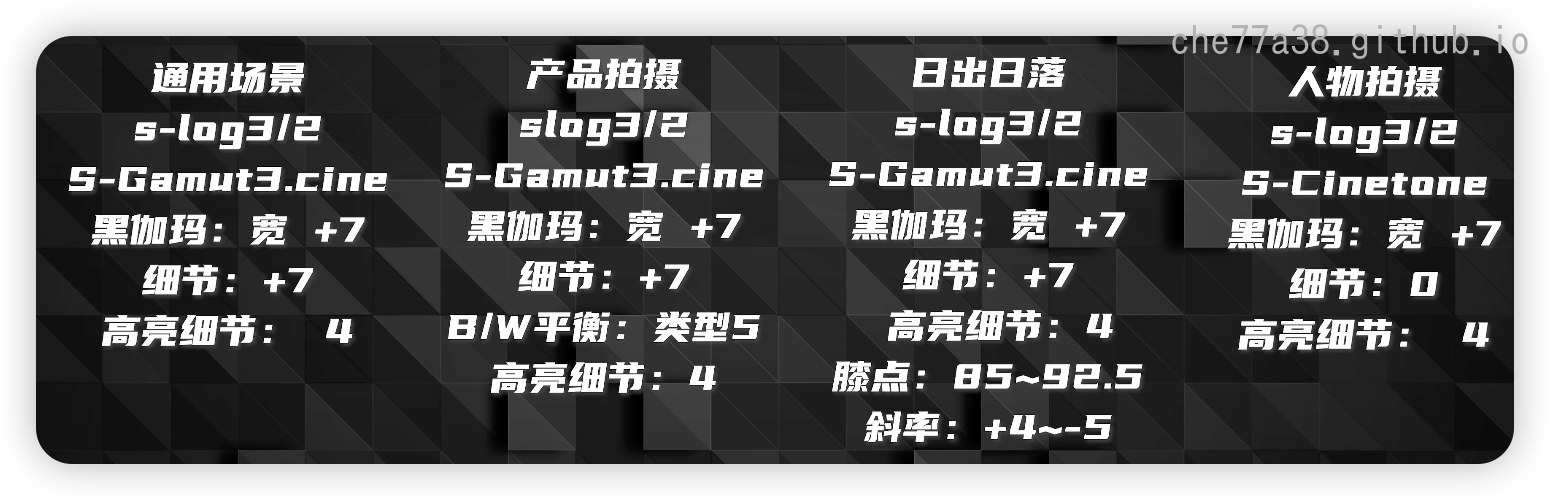 che77a38.github.io
通用场景
s-log3/2
S-Gamut3.cine
黑伽玛：宽 +7
细节：+7
高亮细节： 4
产品拍摄
slog3/2
S-Gamut3.cine
黑伽玛：宽 +7
细节：+7
B/W平衡：类型5
高亮细节：4
日出日落
s-log3/2
S-Gamut3.cine
黑伽玛：宽 +7
细节：+7
高亮细节：4
膝点：85~92.5
斜率：+4~-5
人物拍摄
s-log3/2
S-Cinetone
黑伽玛：宽 +7
细节：0
高亮细节： 4